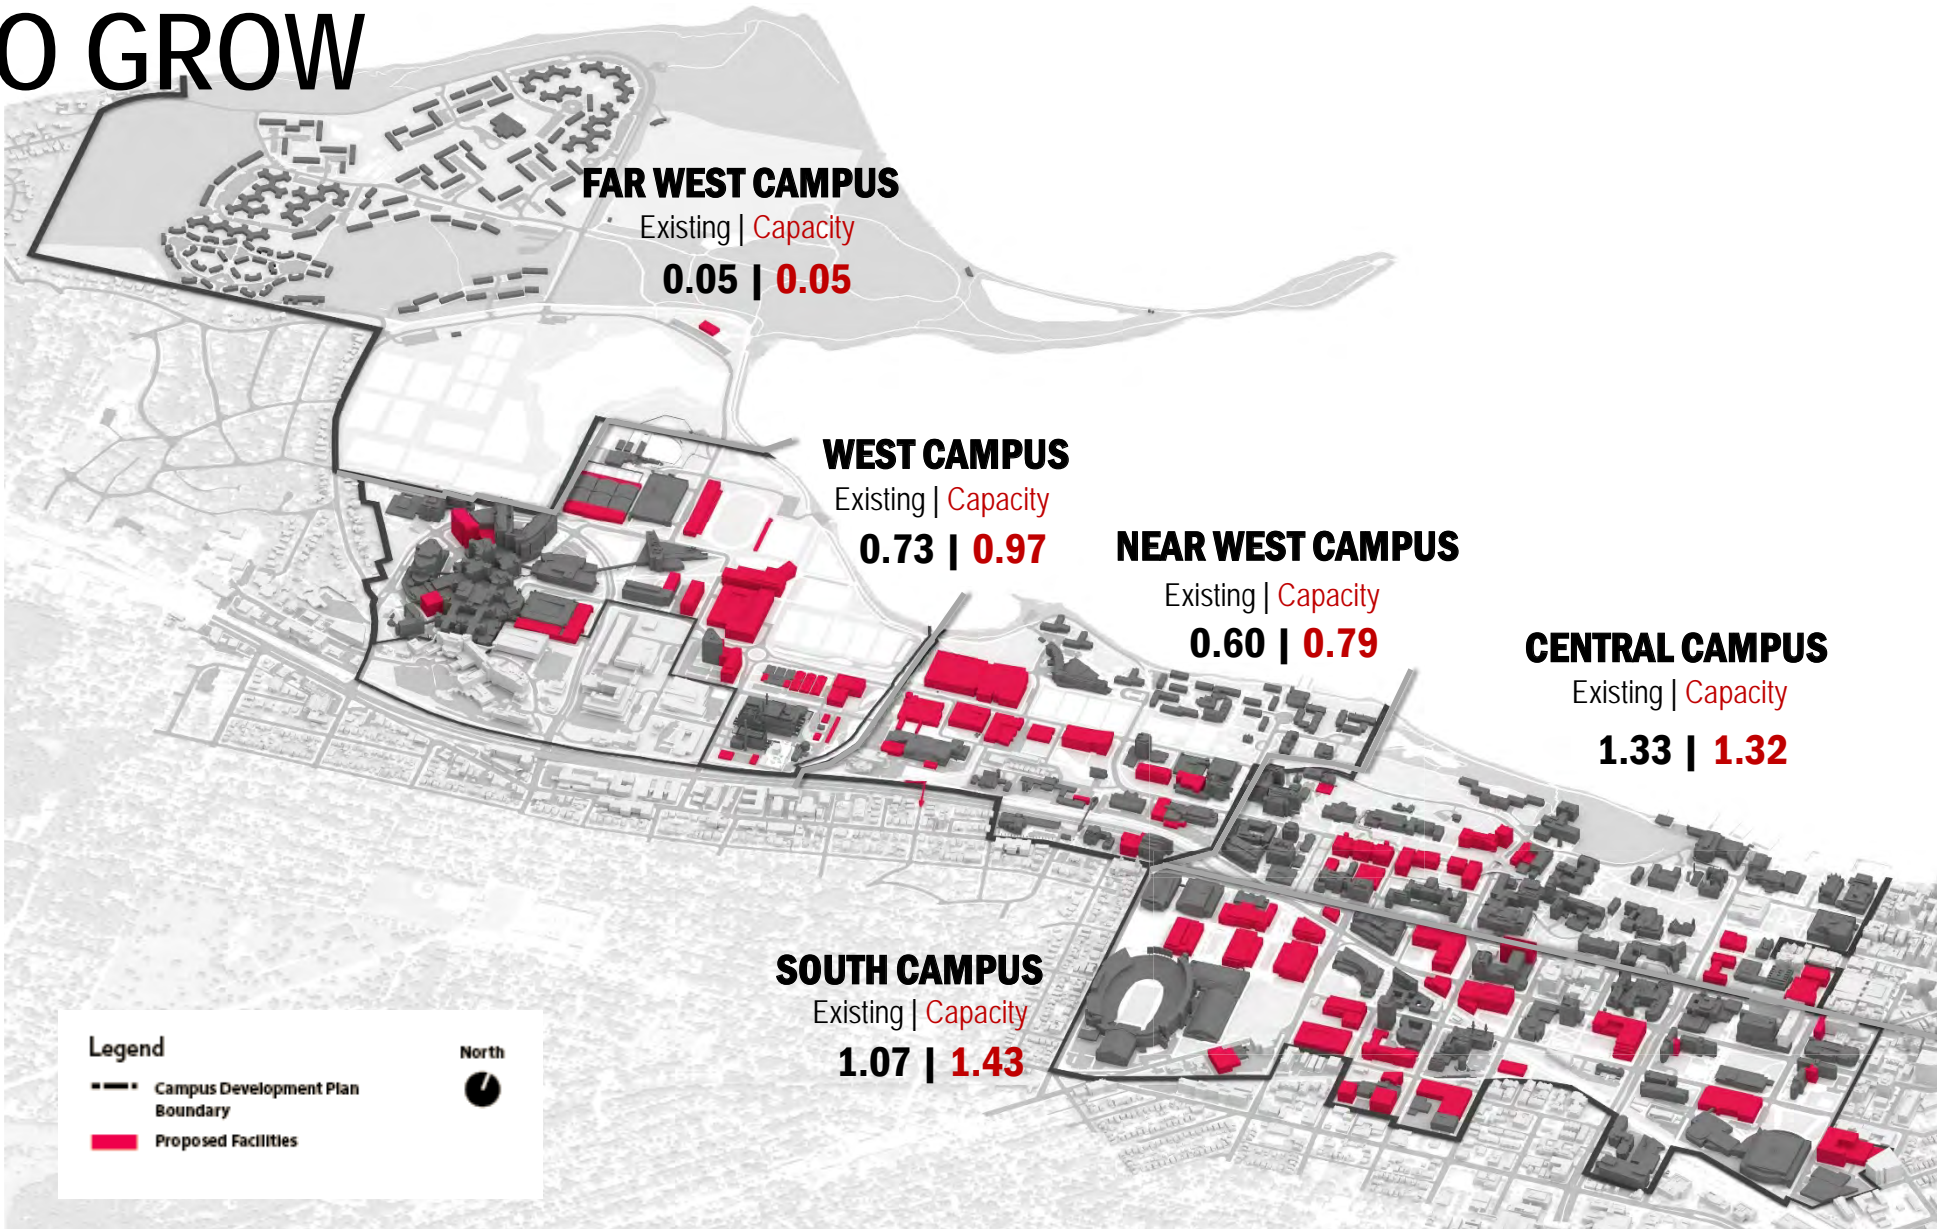 O GROW
FAR WEST CAMPUS
Existing | Capacity
0.05 | 0.05
WEST CAMPUS
Existing | Capacity
0.73 | 0.97
NEAR WEST CAMPUS
Existing | Capacity
0.60 | 0.79
CENTRAL CAMPUS
Existing | Capacity
1.33 | 1.32
SOUTH CAMPUS
Existing | Capacity
1.07 | 1.43
Legend
North
Campus Development Plan
Boundary
Proposed Facilities